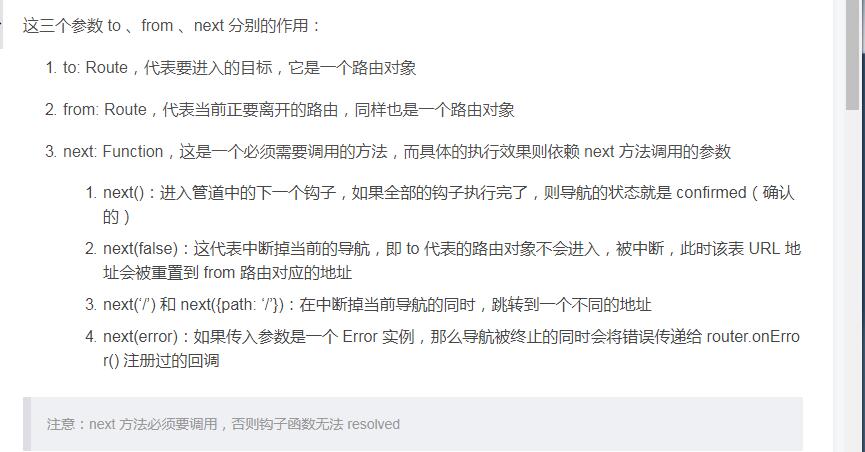 这三个参数 to 、from 、next 分别的作用：
1. to: Route，代表要进入的目标，它是一个路由对象
2. from: Route，代表当前正要离开的路由，同样也是一个路由对象
3. next: Function，这是一个必须需要调用的方法，而具体的执行效果则依赖 next 方法调用的参数
1. next()：进入管道中的下一个钩子，如果全部的钩子执行完了，则导航的状态就是 confirmed（确认
的）
2. next(false)：这代表中断掉当前的导航，即 to 代表的路由对象不会进入，被中断，此时该表 URL 地
址会被重置到 from 路由对应的地址
3. next(‘/’) 和 next({path: ‘/’})：在中断掉当前导航的同时，跳转到一个不同的地址
4. next(error)：如果传入参数是一个 Error 实例，那么导航被终止的同时会将错误传递给 router.onErro
r() 注册过的回调
注意：next 方法必须要调用，否则钩子函数无法 resolved